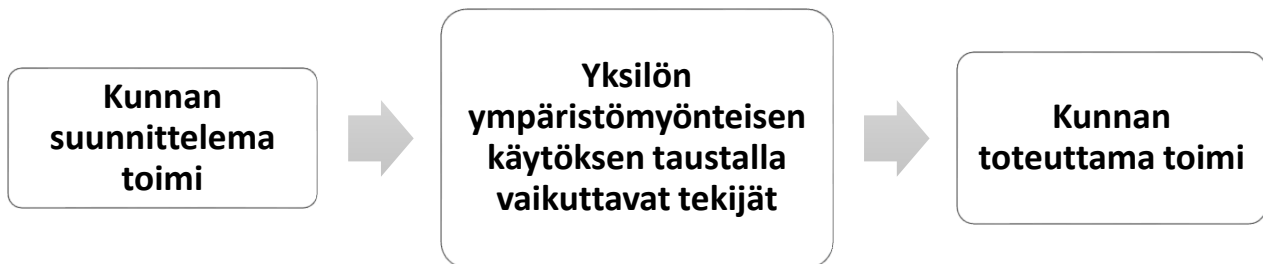 Kunnan
suunnittelema
toimi
Yksilön
ympäristömyönteisen
käytöksen taustalla
vaikuttavat tekijät
Kunnan
toteuttama toimi